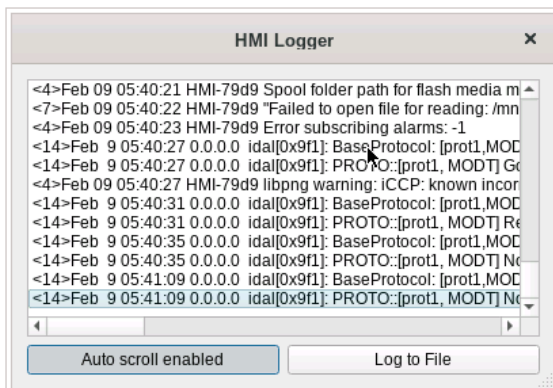 HMI Logger
<4>Feb 09 05:40:21 HMI-79d9 Spool folder path for flash media m
<7>Feb 09 05:40:22 HMI-79d9 "Failed to open file for reading: /mn
<4>Feb 09 05:40:23 HMI-79d9 Error subscribing alarms: -1
<14>Feb  9 05:40:27 0.0.0.0  idal[0x9f1]: BaseProtocol: [prot1,MOD
<14>Feb  9 05:40:27 0.0.0.0  idal[0x9f1]: PROTO::[prot1, MODT] Go
<4>Feb 09 05:40:27 HMI-79d9 libpng warning: iCCP: known incor
<14>Feb  9 05:40:31 0.0.0.0  idal[0x9f1]: BaseProtocol: [prot1,MOD
<14>Feb  9 05:40:31 0.0.0.0  idal[0x9f1]: PROTO::[prot1, MODT] Re
<14>Feb  9 05:40:35 0.0.0.0  idal[0x9f1]: BaseProtocol: [prot1,MOD
<14>Feb  9 05:40:35 0.0.0.0  idal[0x9f1]: PROTO::[prot1, MODT] No
<14>Feb  9 05:41:09 0.0.0.0  idal[0x9f1]: BaseProtocol: [prot1,MOD
<14>Feb  9 05:41:09 0.0.0.0  idal[0x9f1]: PROTO::[prot1, MODT] No
Auto scroll enabled
Log to File